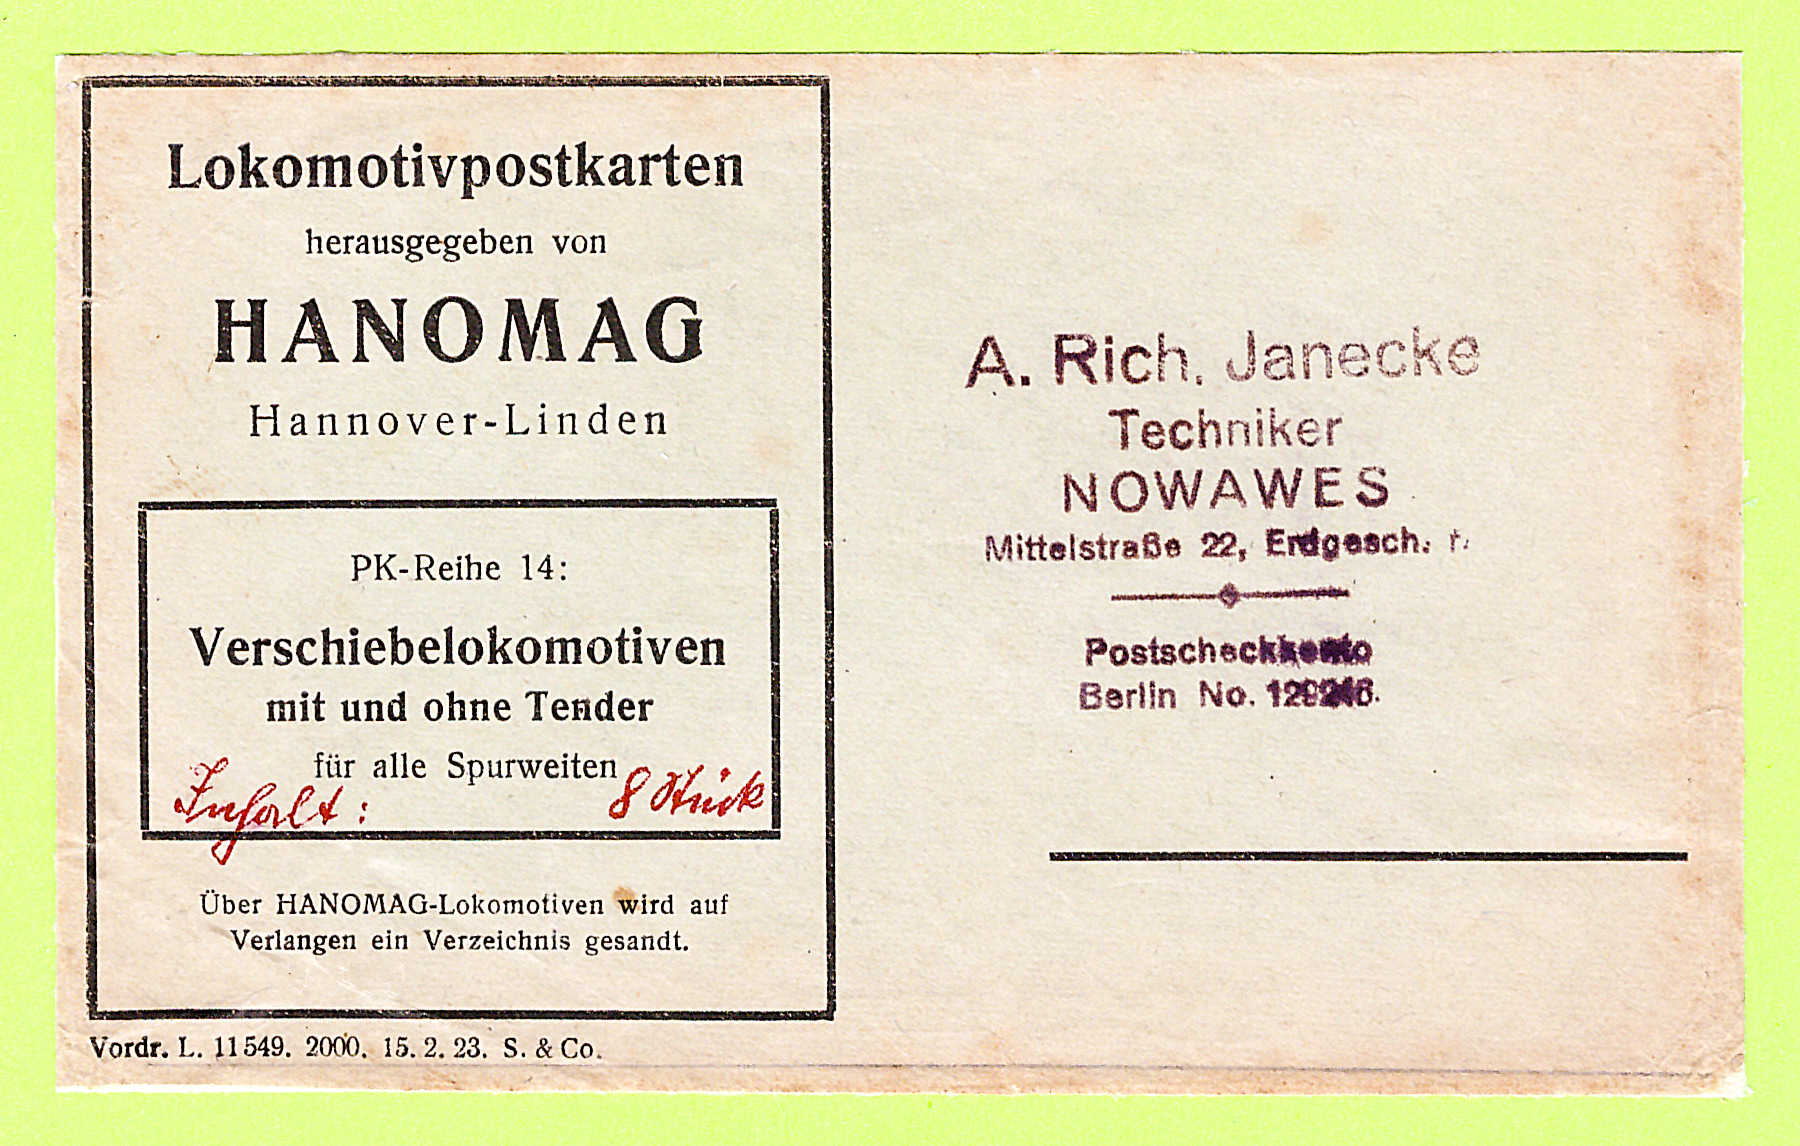 Lokomotivpostkarten
herausgegeben von
HANOMAG
Hannover-Linden
PK-Reihe 14:
Verschiebelokomotiven
mit und ohne Tender
für alle Spurweiten
Inhalt: 8 Stück
Über HANOMAG-Lokomotiven wird auf
Verlangen ein Verzeichnis gesandt.
Vordr. L. 11549. 2000. 15. 2. 23. S. & Co.
A. Rich. Janecke
Techniker
NOWAWES
Mittelstraße 22, Erdgesch. r.
Postscheckkonto
Berlin No.